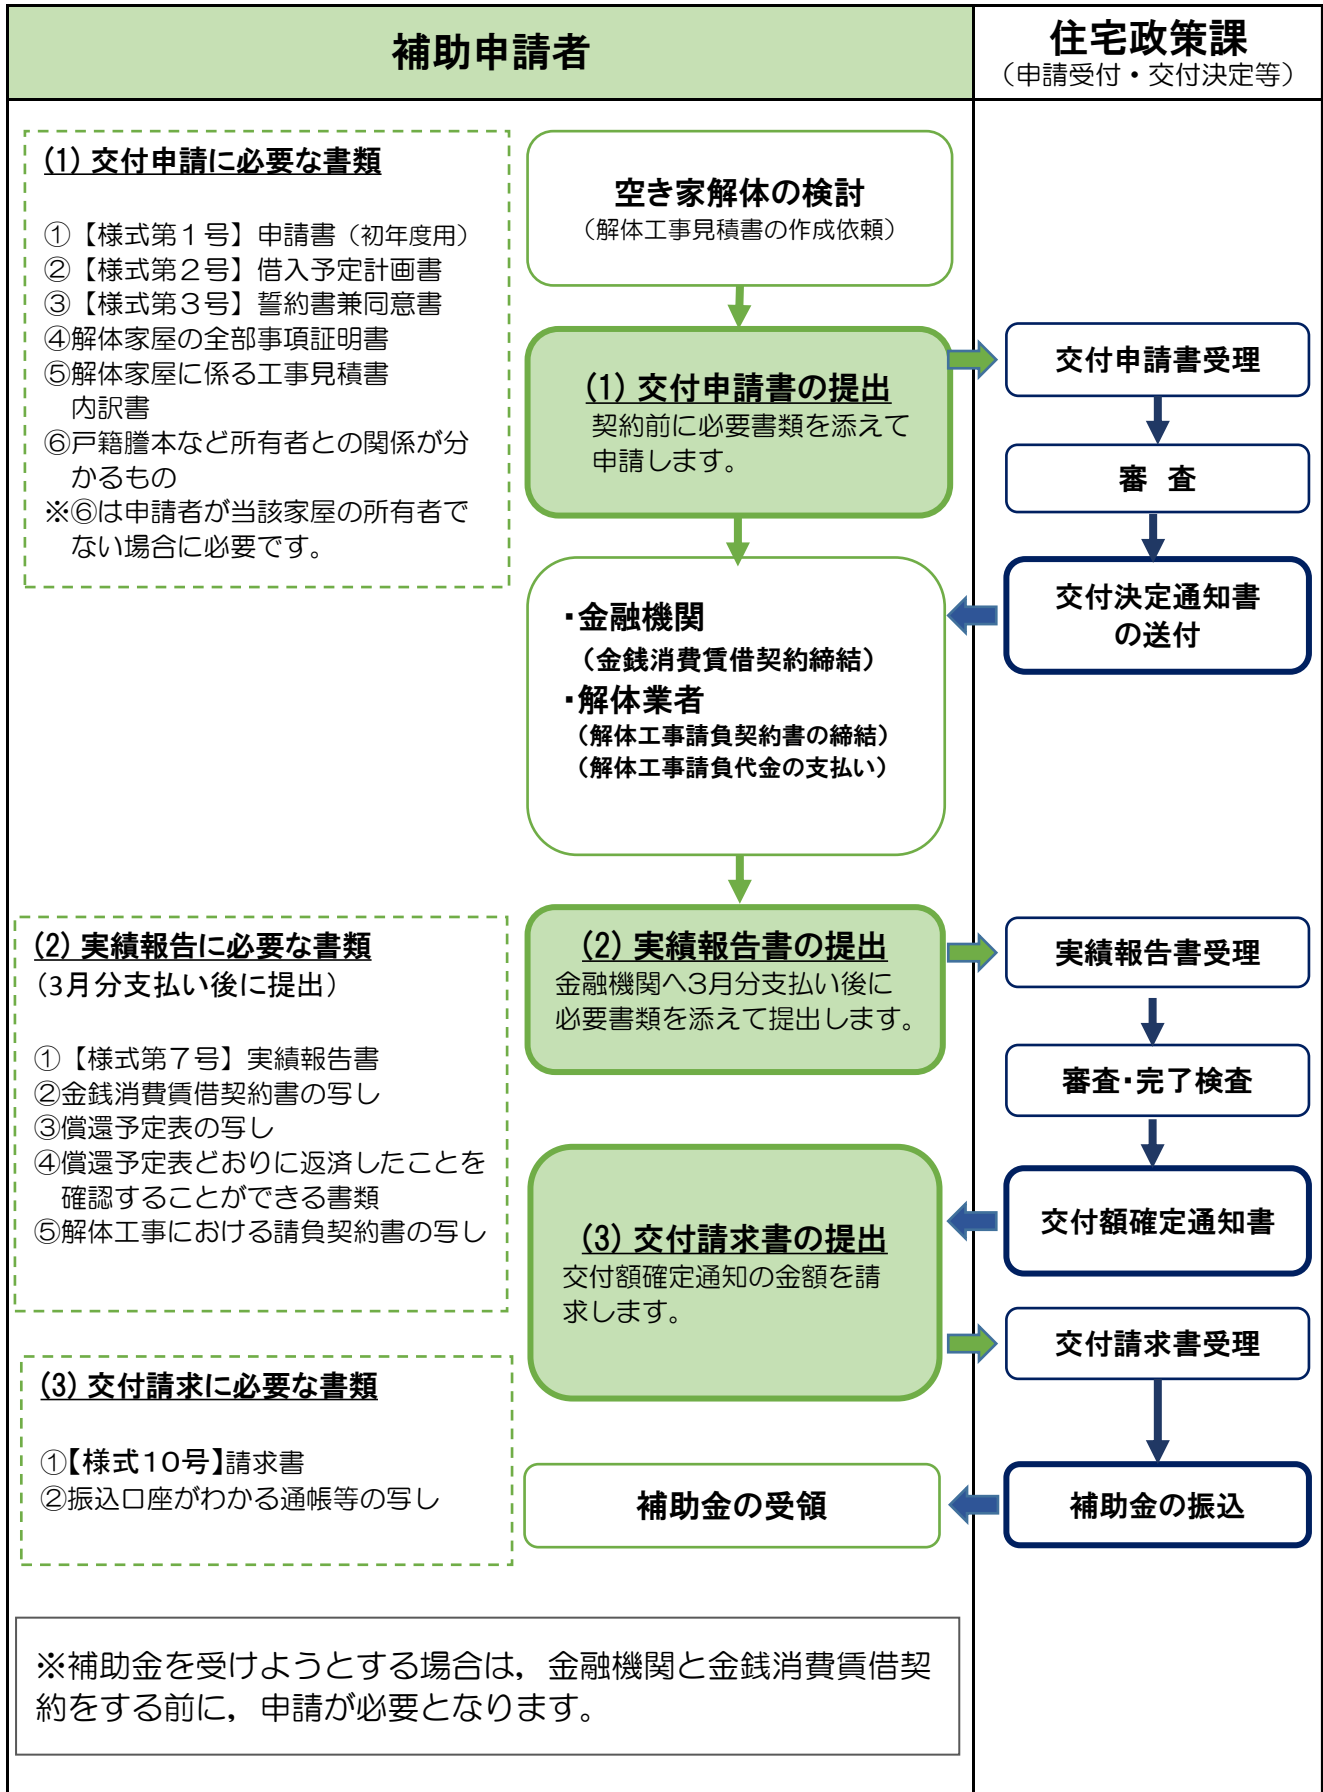 補助申請者
住宅政策課
（申請受付・交付決定等）
(1) 交付申請に必要な書類
①【様式第１号】申請書（初年度用）
②【様式第２号】借入予定計画書
③【様式第３号】誓約書兼同意書
④解体家屋の全部事項証明書
⑤解体家屋に係る工事見積書
内訳書
⑥戸籍謄本など所有者との関係が分
かるもの
※⑥は申請者が当該家屋の所有者で
ない場合に必要です。
空き家解体の検討
（解体工事見積書の作成依頼）
(1) 交付申請書の提出
契約前に必要書類を添えて
申請します。
交付申請書受理
審 査
交付決定通知書
の送付
・金融機関
（金銭消費賃借契約締結）
・解体業者
（解体工事請負契約書の締結）
（解体工事請負代金の支払い）
(2) 実績報告に必要な書類
（3月分支払い後に提出）
①【様式第７号】実績報告書
②金銭消費賃借契約書の写し
③償還予定表の写し
④償還予定表どおりに返済したことを
確認することができる書類
⑤解体工事における請負契約書の写し
(2) 実績報告書の提出
金融機関へ3月分支払い後に
必要書類を添えて提出します。
実績報告書受理
審査・完了検査
交付額確定通知書
(3) 交付請求書の提出
交付額確定通知の金額を請
求します。
交付請求書受理
(3) 交付請求に必要な書類
①【様式１０号】請求書
②振込口座がわかる通帳等の写し
補助金の受領
補助金の振込
※補助金を受けようとする場合は，金融機関と金銭消費賃借契
約をする前に，申請が必要となります。